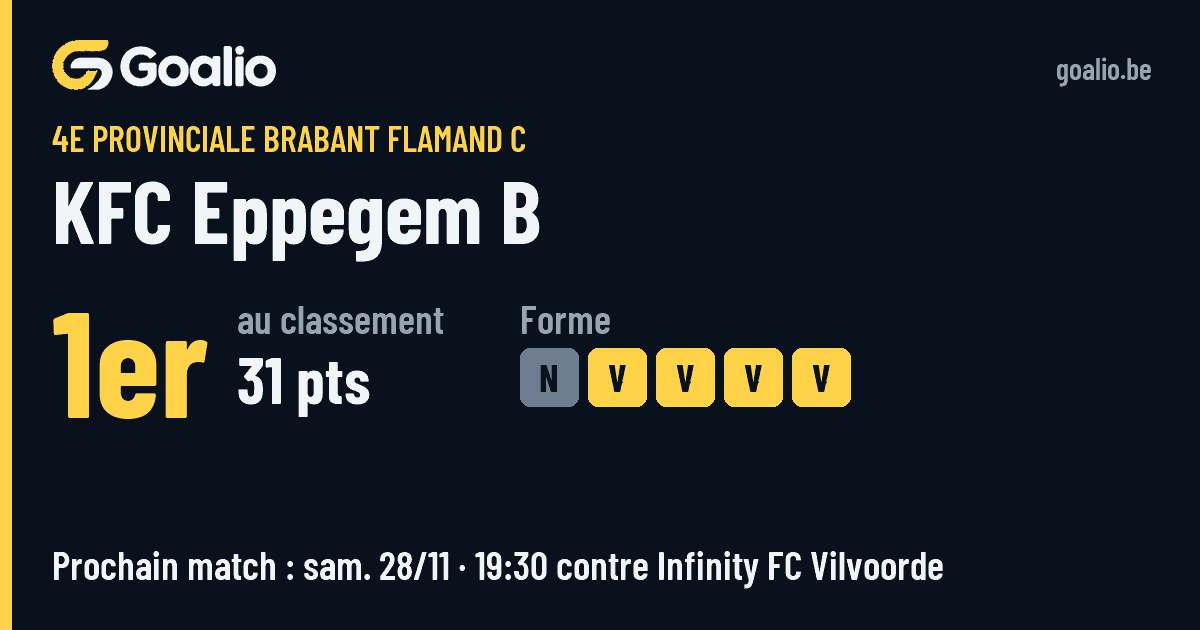 Goalio
goalio.be
4E PROVINCIALE BRABANT FLAMAND C
KFC Eppegem B
1er
au classement
31 pts
Forme
N V V V V
Prochain match : sam. 28/11 · 19:30 contre Infinity FC Vilvoorde